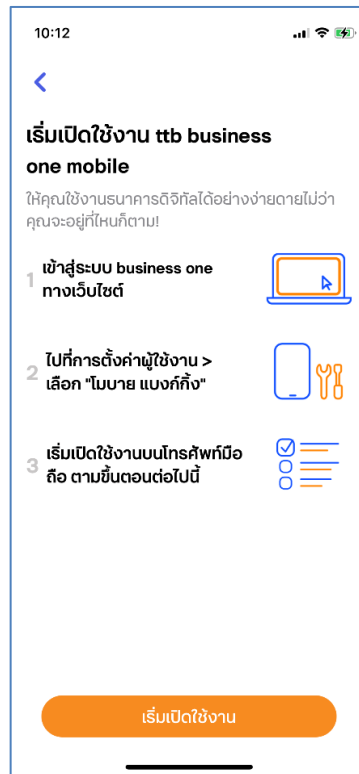 10:12
เริ่มเปิดใช้งาน ttb business
one mobile
ให้คุณใช้งานธนาคารดิจิทัลได้อย่างง่ายดายไม่ว่า
คุณจะอยู่ที่ไหนก็ตาม!
1 เข้าสู่ระบบ business one
ทางเว็บไซต์
2 ไปที่การตั้งค่าผู้ใช้งาน >
เลือก "โมบาย แบงก์กิ้ง"
3 เริ่มเปิดใช้งานบนโทรศัพท์มือ
ถือ ตามขั้นตอนต่อไปนี้
เริ่มเปิดใช้งาน